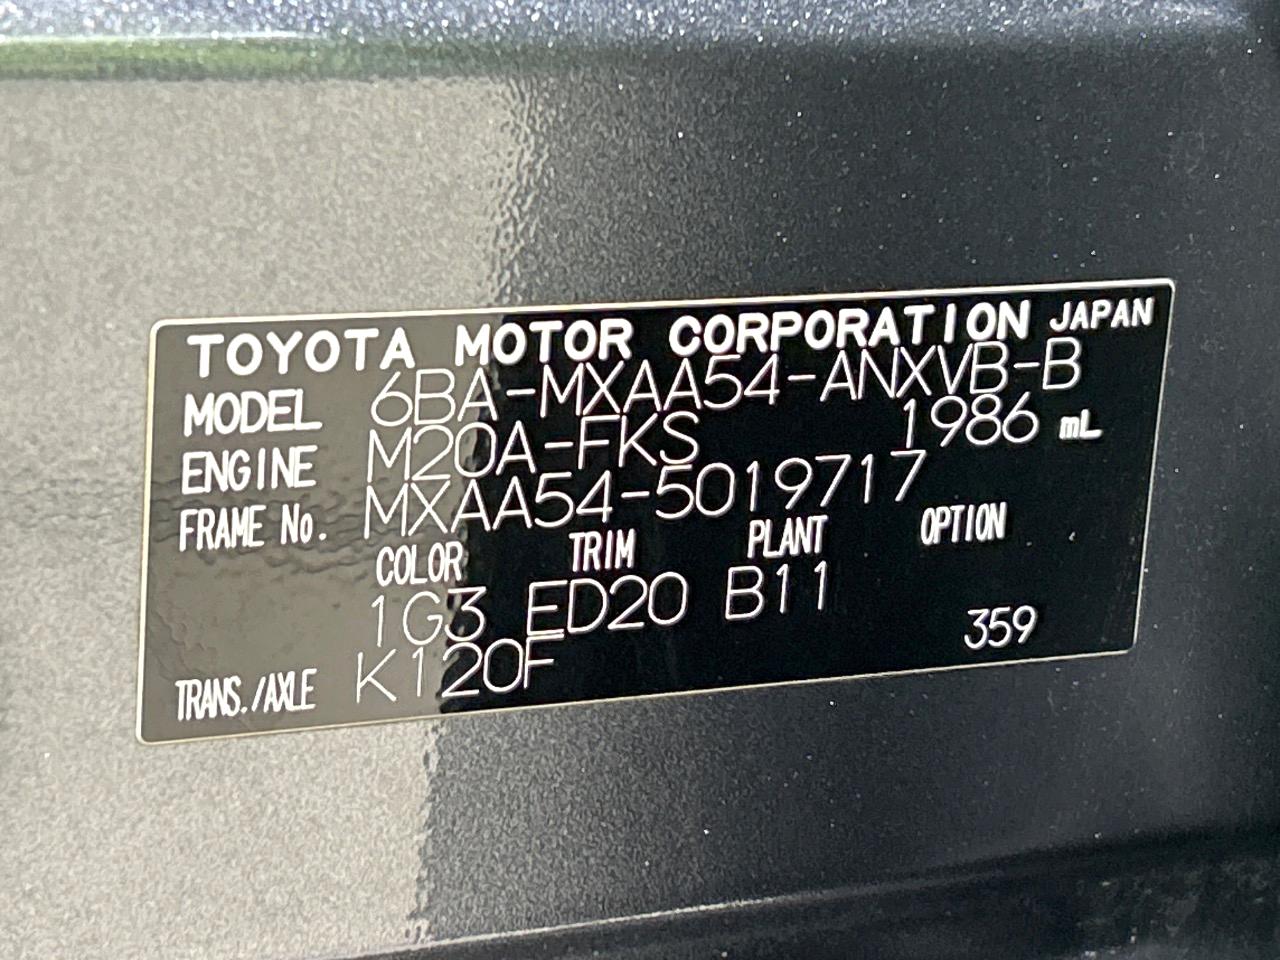 TOYOTA MOTOR CORPORATION JAPAN
MODEL 6BA-MXAA54-ANXVB-B
ENGINE M20A-FKS 1986 mL
FRAME No. MXAA54-5019717
COLOR TRIM PLANT OPTION
1G3 ED20 B11
359
TRANS./AXLE K120F